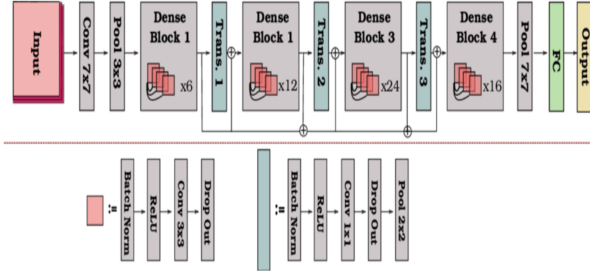 Input
Conv 7x7
Pool 3x3
Dense
Block 1
x6
Trans. 1
Dense
Block 1
x12
Trans. 2
Dense
Block 3
x24
Trans. 3
Dense
Block 4
x16
Pool 7x7
FC
Output
:=
Batch Norm
ReLU
Conv 3x3
Drop Out
:=
Batch Norm
ReLU
Conv 1x1
Drop Out
Pool 2x2